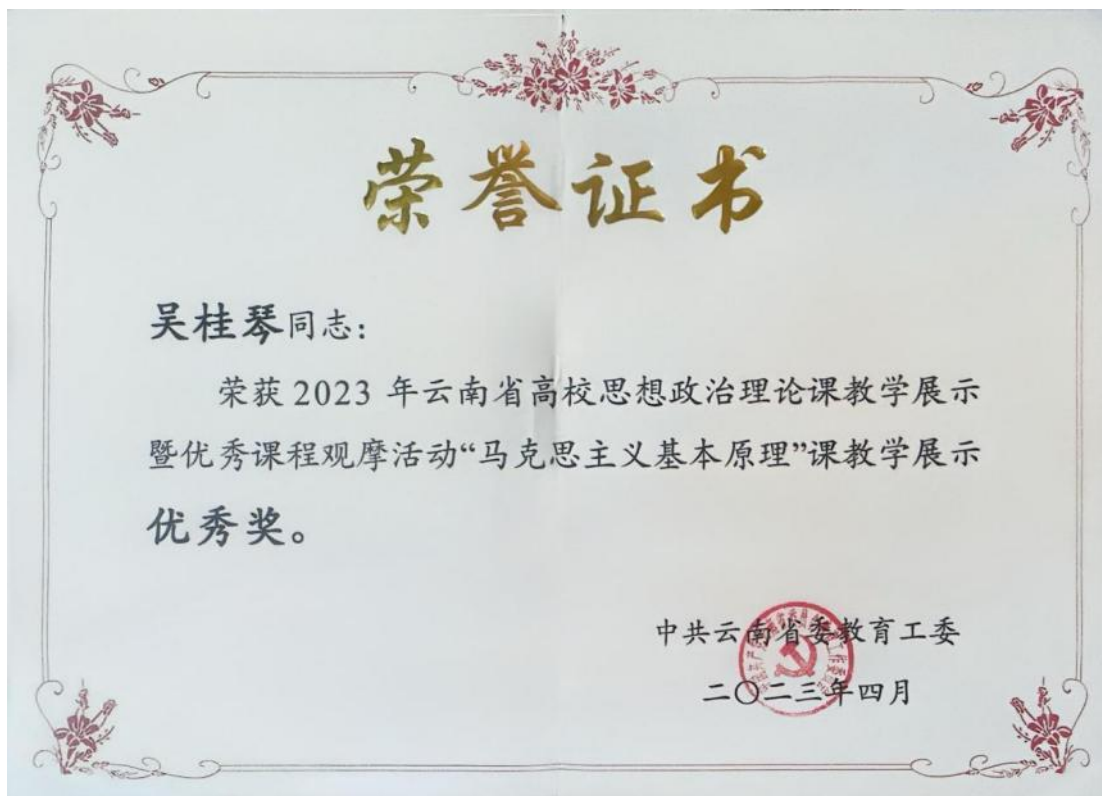 荣誉证书
吴桂琴同志：
荣获2023年云南省高校思想政治理论课教学展示
暨优秀课程观摩活动“马克思主义基本原理”课教学展示
优秀奖。
中共云南省委教育工委
二〇二三年四月